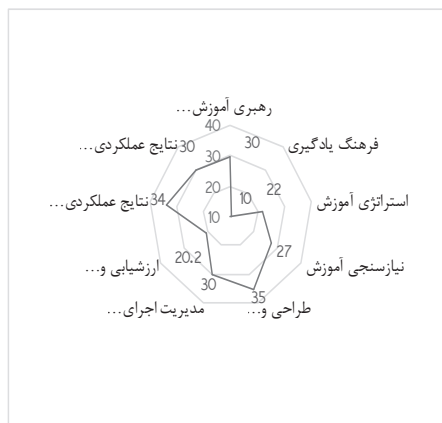 رهبری آموزش...
فرهنگ یادگیری
استراتژی آموزش
نیازسنجی آموزش
طراحی و...
مدیریت اجرای...
ارزشیابی و...
نتایج عملکردی...
نتایج عملکردی...
40
30
20
10
30
10
22
27
35
30
20.2
34
30